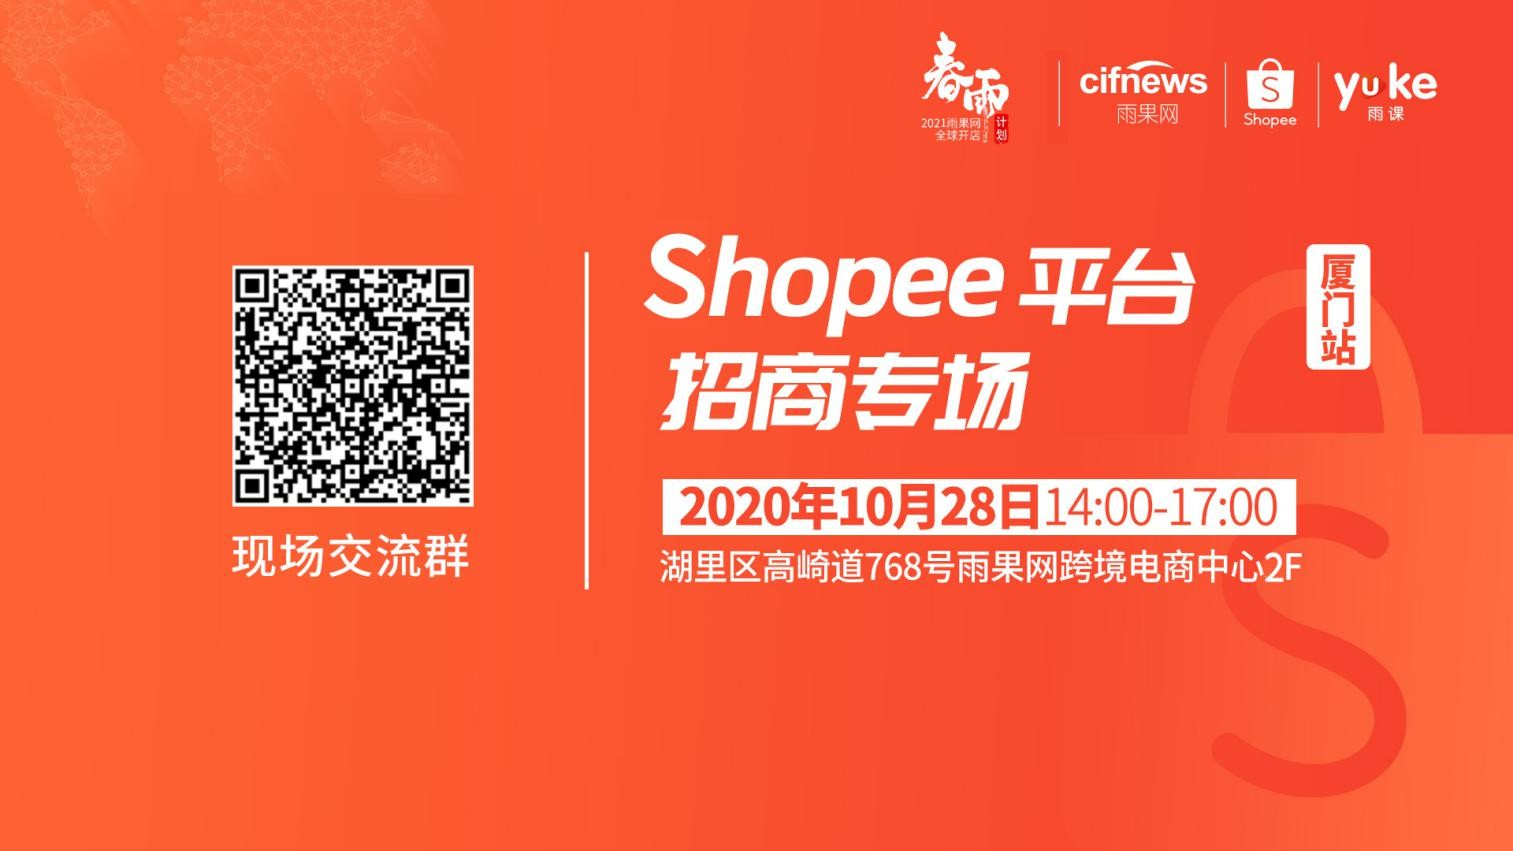 春雨
2021雨果网
全球开店
计划
cifnews
雨果网
S
Shopee
yuke
雨课
Shopee 平台
招商专场
厦门站
2020年10月28日14:00-17:00
湖里区高崎道768号雨果网跨境电商中心2F
现场交流群